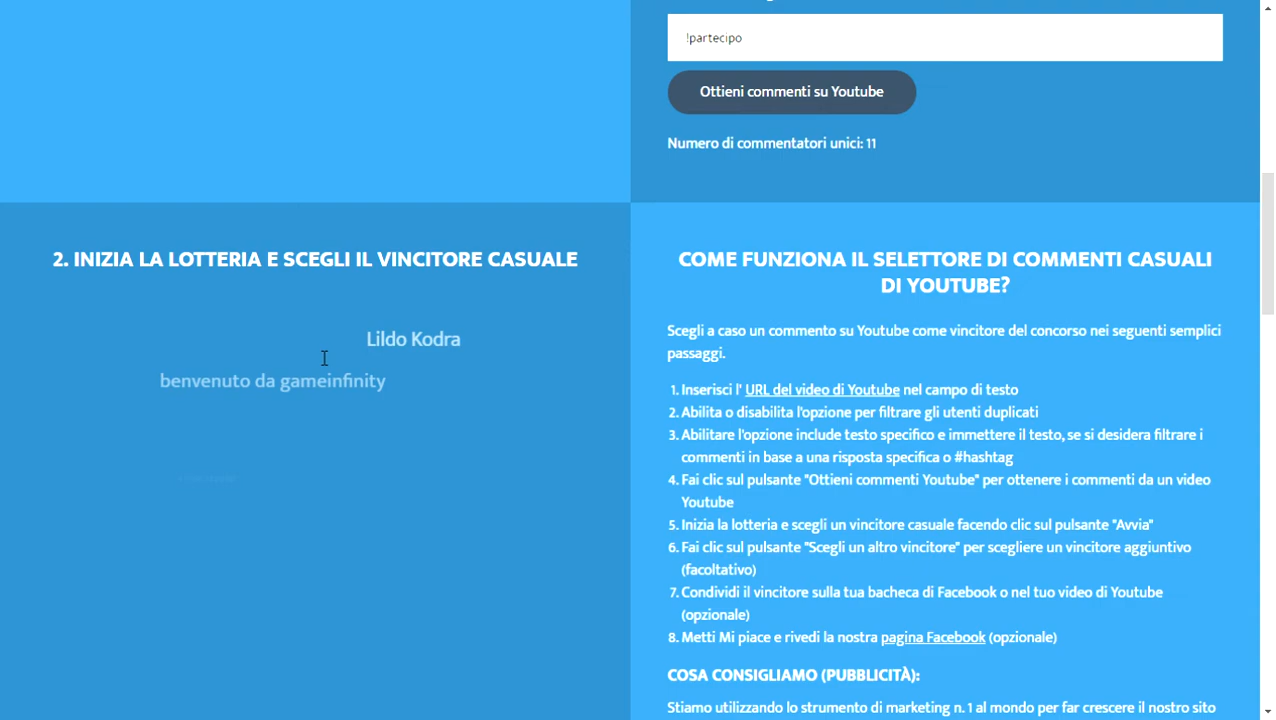 !partecipo
Ottieni commenti su Youtube
Numero di commentatori unici: 11
2. INIZIA LA LOTTERIA E SCEGLI IL VINCITORE CASUALE
Lildo Kodra
benvenuto da gameinfinity
COME FUNZIONA IL SELETTORE DI COMMENTI CASUALI
DI YOUTUBE?
Scegli a caso un commento su Youtube come vincitore del concorso nei seguenti semplici
passaggi.
1. Inserisci l' URL del video di Youtube nel campo di testo
2. Abilita o disabilita l'opzione per filtrare gli utenti duplicati
3. Abilitare l'opzione include testo specifico e immettere il testo, se si desidera filtrare i
commenti in base a una risposta specifica o #hashtag
4. Fai clic sul pulsante "Ottieni commenti Youtube" per ottenere i commenti da un video
Youtube
5. Inizia la lotteria e scegli un vincitore casuale facendo clic sul pulsante "Avvia"
6. Fai clic sul pulsante "Scegli un altro vincitore" per scegliere un vincitore aggiuntivo
(facoltativo)
7. Condividi il vincitore sulla tua bacheca di Facebook o nel tuo video di Youtube
(opzionale)
8. Metti Mi piace e rivedi la nostra pagina Facebook (opzionale)
COSA CONSIGLIAMO (PUBBLICITÀ):
Stiamo utilizzando lo strumento di marketing n. 1 al mondo per far crescere il nostro sito